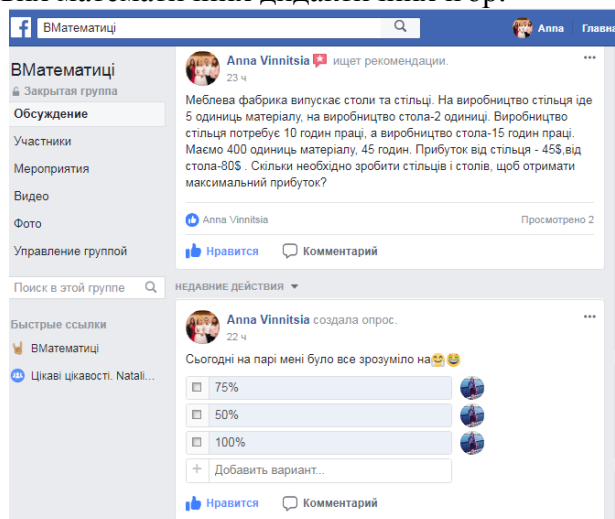 ВМатематиці
Anna
Главна
ВМатематиці
Закрытая группа
Обсуждение
Участники
Мероприятия
Видео
Фото
Управление группой
Поиск в этой группе
Быстрые ссылки
ВМатематиці
Цікаві цікавості. Natali...
Anna Vinnitsia ищет рекомендации.
23 ч
Меблева фабрика випускає столи та стільці. На виробництво стільця іде
5 одиниць матеріалу, на виробництво стола-2 одиниці. Виробництво
стільця потребує 10 годин праці, а виробництво стола-15 годин праці.
Маємо 400 одиниць матеріалу, 45 годин. Прибуток від стільця - 45$,від
стола-80$ . Скільки необхідно зробити стільців і столів, щоб отримати
максимальний прибуток?
Anna Vinnitsia
Просмотрено 2
Нравится Комментарий
НЕДАВНИЕ ДЕЙСТВИЯ
Anna Vinnitsia создала опрос.
22 ч
Сьогодні на парі мені було все зрозуміло на🤗😂
75%
50%
100%
+ Добавить вариант...
Нравится Комментарий